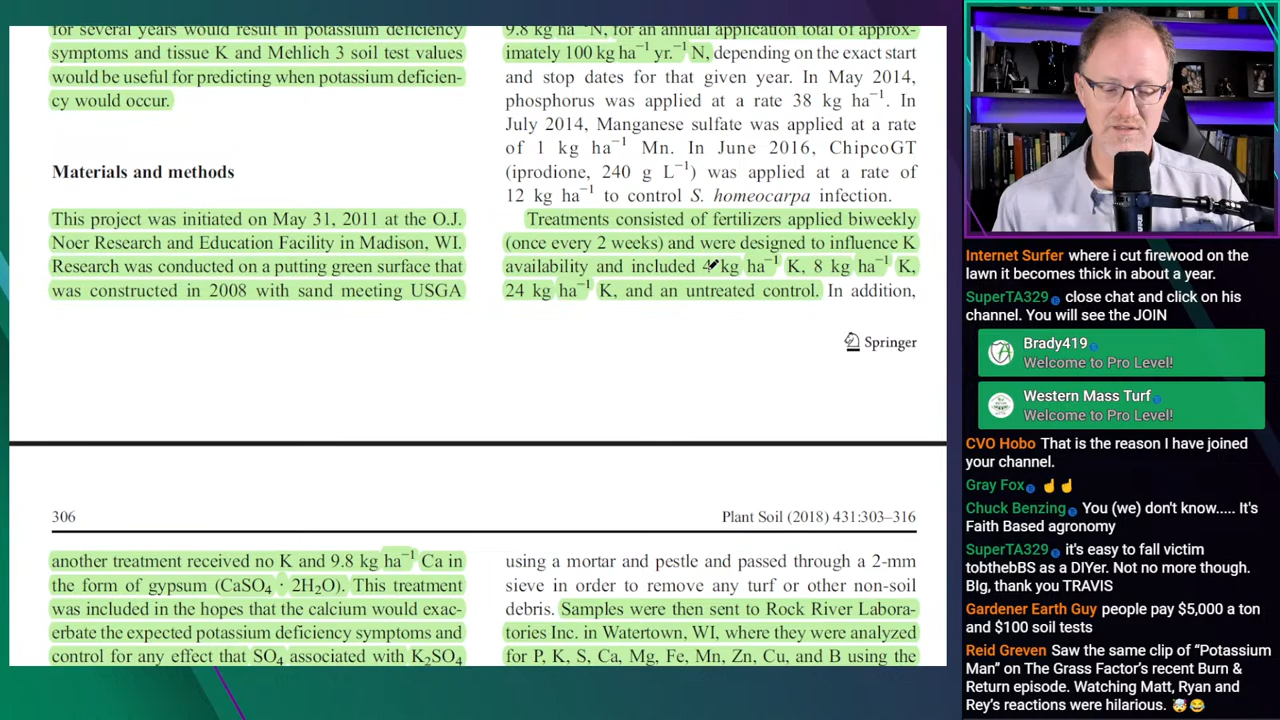 for several years would result in potassium deficiency
symptoms and tissue K and Mehlich 3 soil test values
would be useful for predicting when potassium deficien-
cy would occur.
Materials and methods
This project was initiated on May 31, 2011 at the O.J.
Noer Research and Education Facility in Madison, WI.
Research was conducted on a putting green surface that
was constructed in 2008 with sand meeting USGA
9.8 kg ha⁻¹ N, for an annual application total of approx-
imately 100 kg ha⁻¹ yr.⁻¹ N, depending on the exact start
and stop dates for that given year. In May 2014,
phosphorus was applied at a rate 38 kg ha⁻¹. In
July 2014, Manganese sulfate was applied at a rate
of 1 kg ha⁻¹ Mn. In June 2016, ChipcoGT
(iprodione, 240 g L⁻¹) was applied at a rate of
12 kg ha⁻¹ to control S. homeocarpa infection.
Treatments consisted of fertilizers applied biweekly
(once every 2 weeks) and were designed to influence K
availability and included 4 kg ha⁻¹ K, 8 kg ha⁻¹ K,
24 kg ha⁻¹ K, and an untreated control. In addition,
Springer
306
Plant Soil (2018) 431:303–316
another treatment received no K and 9.8 kg ha⁻¹ Ca in
the form of gypsum (CaSO₄ · 2H₂O). This treatment
was included in the hopes that the calcium would exac-
erbate the expected potassium deficiency symptoms and
control for any effect that SO₄ associated with K₂SO₄
using a mortar and pestle and passed through a 2-mm
sieve in order to remove any turf or other non-soil
debris. Samples were then sent to Rock River Labora-
tories Inc. in Watertown, WI, where they were analyzed
for P, K, S, Ca, Mg, Fe, Mn, Zn, Cu, and B using the
Internet Surfer where i cut firewood on the
lawn it becomes thick in about a year.
SuperTA329 close chat and click on his
channel. You will see the JOIN
Brady419
Welcome to Pro Level!
Western Mass Turf
Welcome to Pro Level!
CVO Hobo That is the reason I have joined
your channel.
Gray Fox ☝️☝️
Chuck Benzing You (we) don't know..... It's
Faith Based agronomy
SuperTA329 it's easy to fall victim
tobthebBS as a DIYer. Not no more though.
BIg, thank you TRAVIS
Gardener Earth Guy people pay $5,000 a ton
and $100 soil tests
Reid Greven Saw the same clip of “Potassium
Man” on The Grass Factor’s recent Burn &
Return episode. Watching Matt, Ryan and
Rey’s reactions were hilarious. 🤯😂